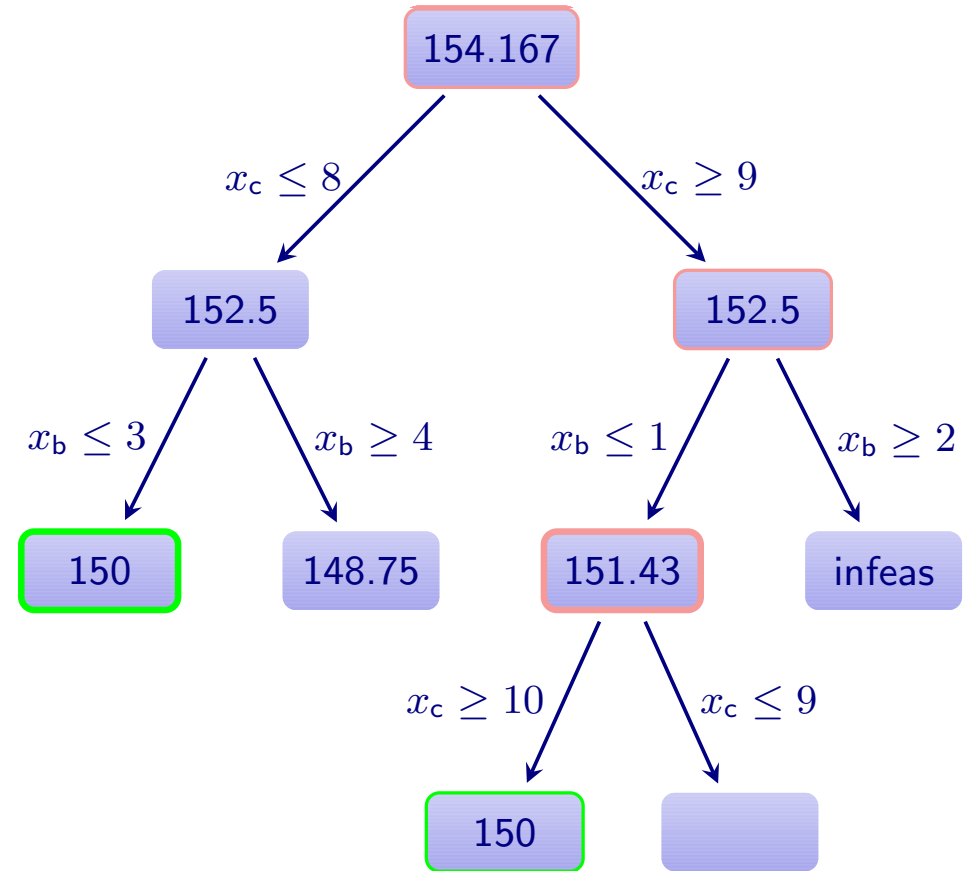 154.167
x_c ≤ 8
x_c ≥ 9
152.5
152.5
x_b ≤ 3
x_b ≥ 4
x_b ≤ 1
x_b ≥ 2
150
148.75
151.43
infeas
x_c ≥ 10
x_c ≤ 9
150